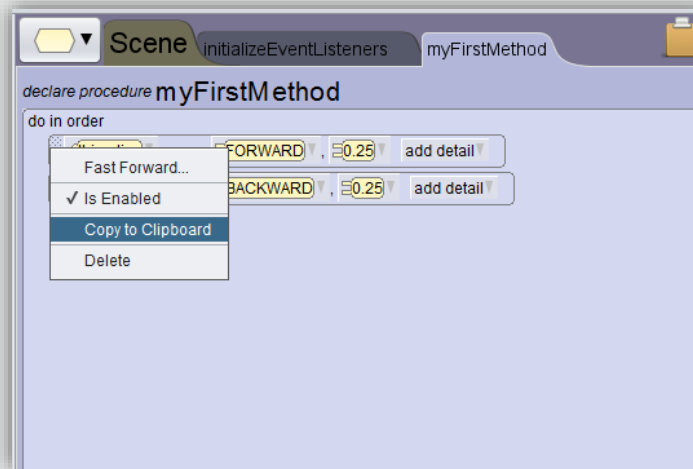 Scene initializeEventListeners myFirstMethod
declare procedure myFirstMethod
do in order
FORWARD , 0.25 add detail
Fast Forward...
BACKWARD , 0.25 add detail
✓ Is Enabled
Copy to Clipboard
Delete